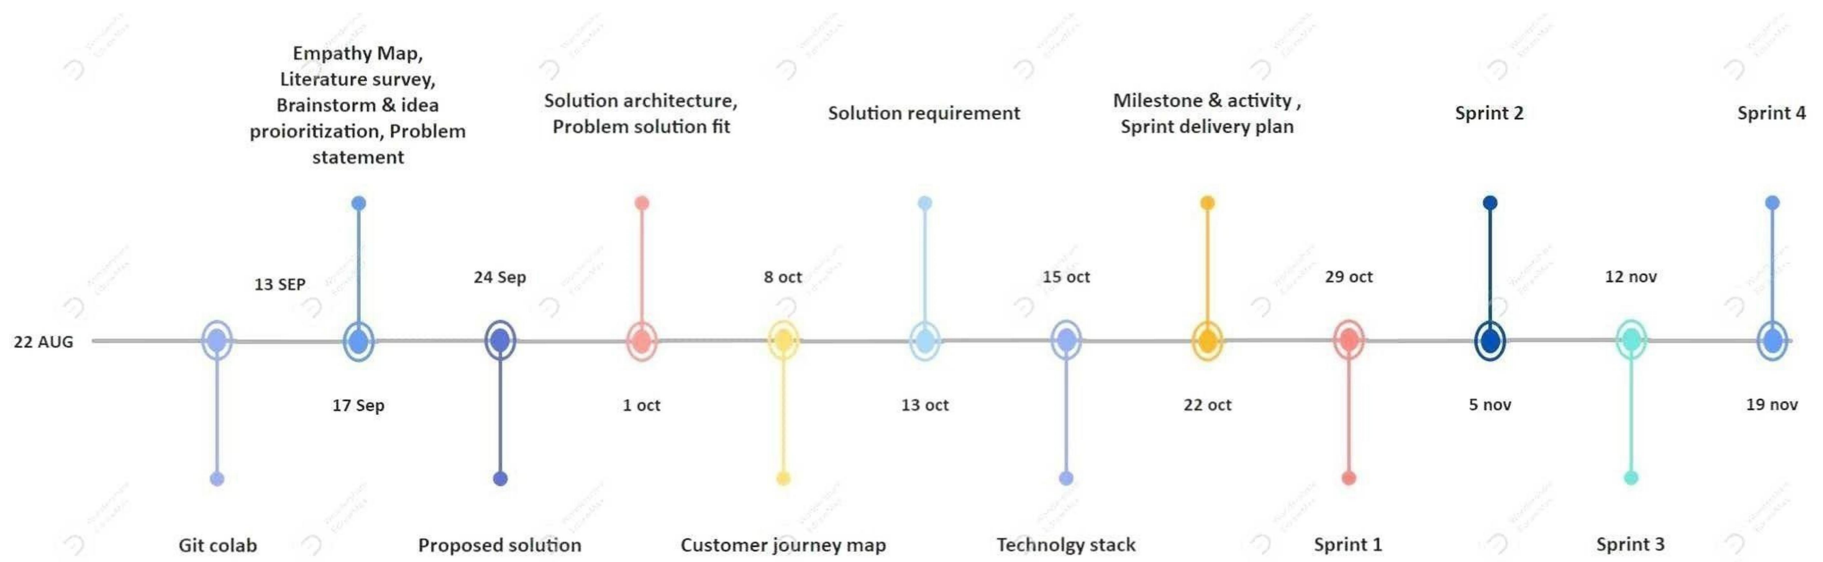 Empathy Map,
Literature survey,
Brainstorm & idea
proioritization, Problem
statement
Solution architecture,
Problem solution fit
Solution requirement
Milestone & activity ,
Sprint delivery plan
Sprint 2
Sprint 4
13 SEP
24 Sep
8 oct
15 oct
29 oct
12 nov
22 AUG
17 Sep
1 oct
13 oct
22 oct
5 nov
19 nov
Git colab
Proposed solution
Customer journey map
Technolgy stack
Sprint 1
Sprint 3